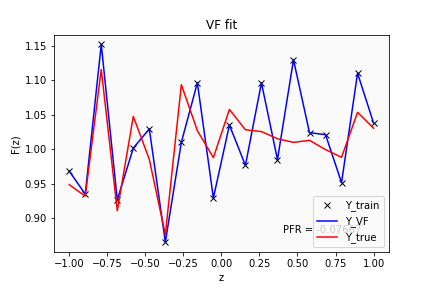 VF fit
1.15
1.10
1.05
1.00
0.95
0.90
F(z)
-1.00 -0.75 -0.50 -0.25 0.00 0.25 0.50 0.75 1.00
z
Y_train
Y_VF
Y_true
PFR =